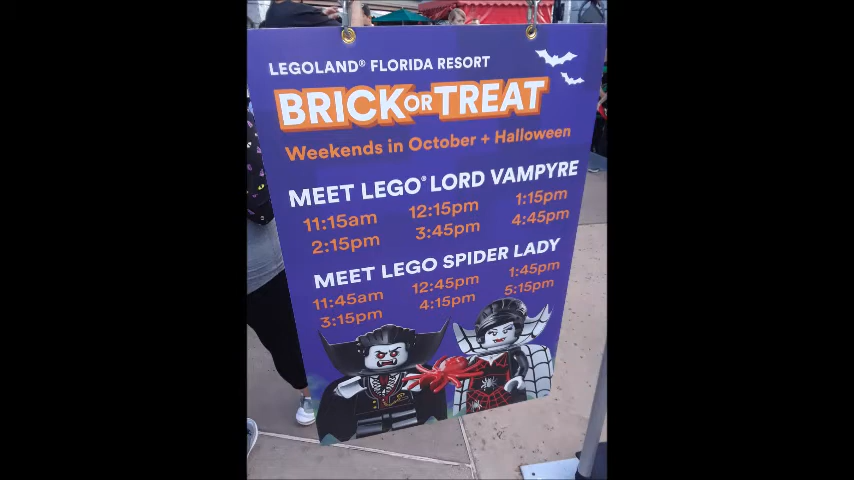 LEGOLAND® FLORIDA RESORT
BRICK OR TREAT
Weekends in October + Halloween
MEET LEGO® LORD VAMPYRE
11:15am 12:15pm 1:15pm
2:15pm 3:45pm 4:45pm
MEET LEGO SPIDER LADY
11:45am 12:45pm 1:45pm
3:15pm 4:15pm 5:15pm